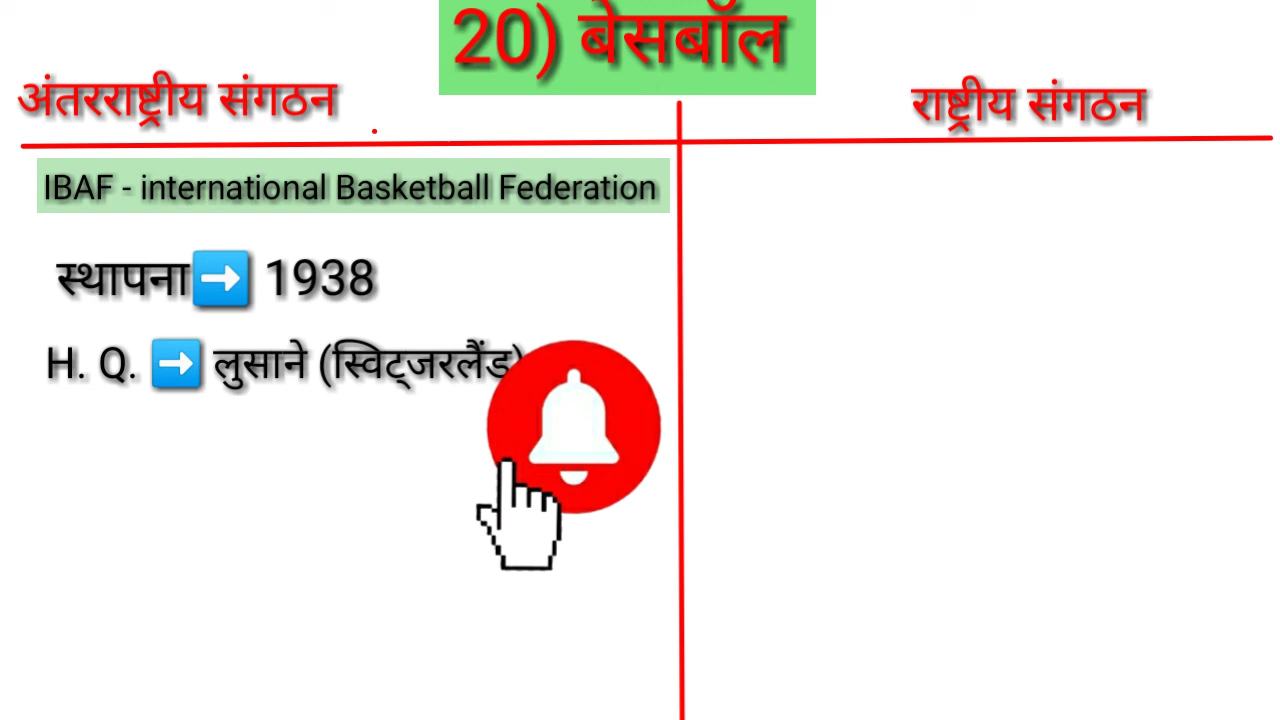 20) बेसबॉल
अंतरराष्ट्रीय संगठन
राष्ट्रीय संगठन
IBAF - international Basketball Federation
स्थापना➡️ 1938
H. Q. ➡️ लुसाने (स्विट्जरलैंड)